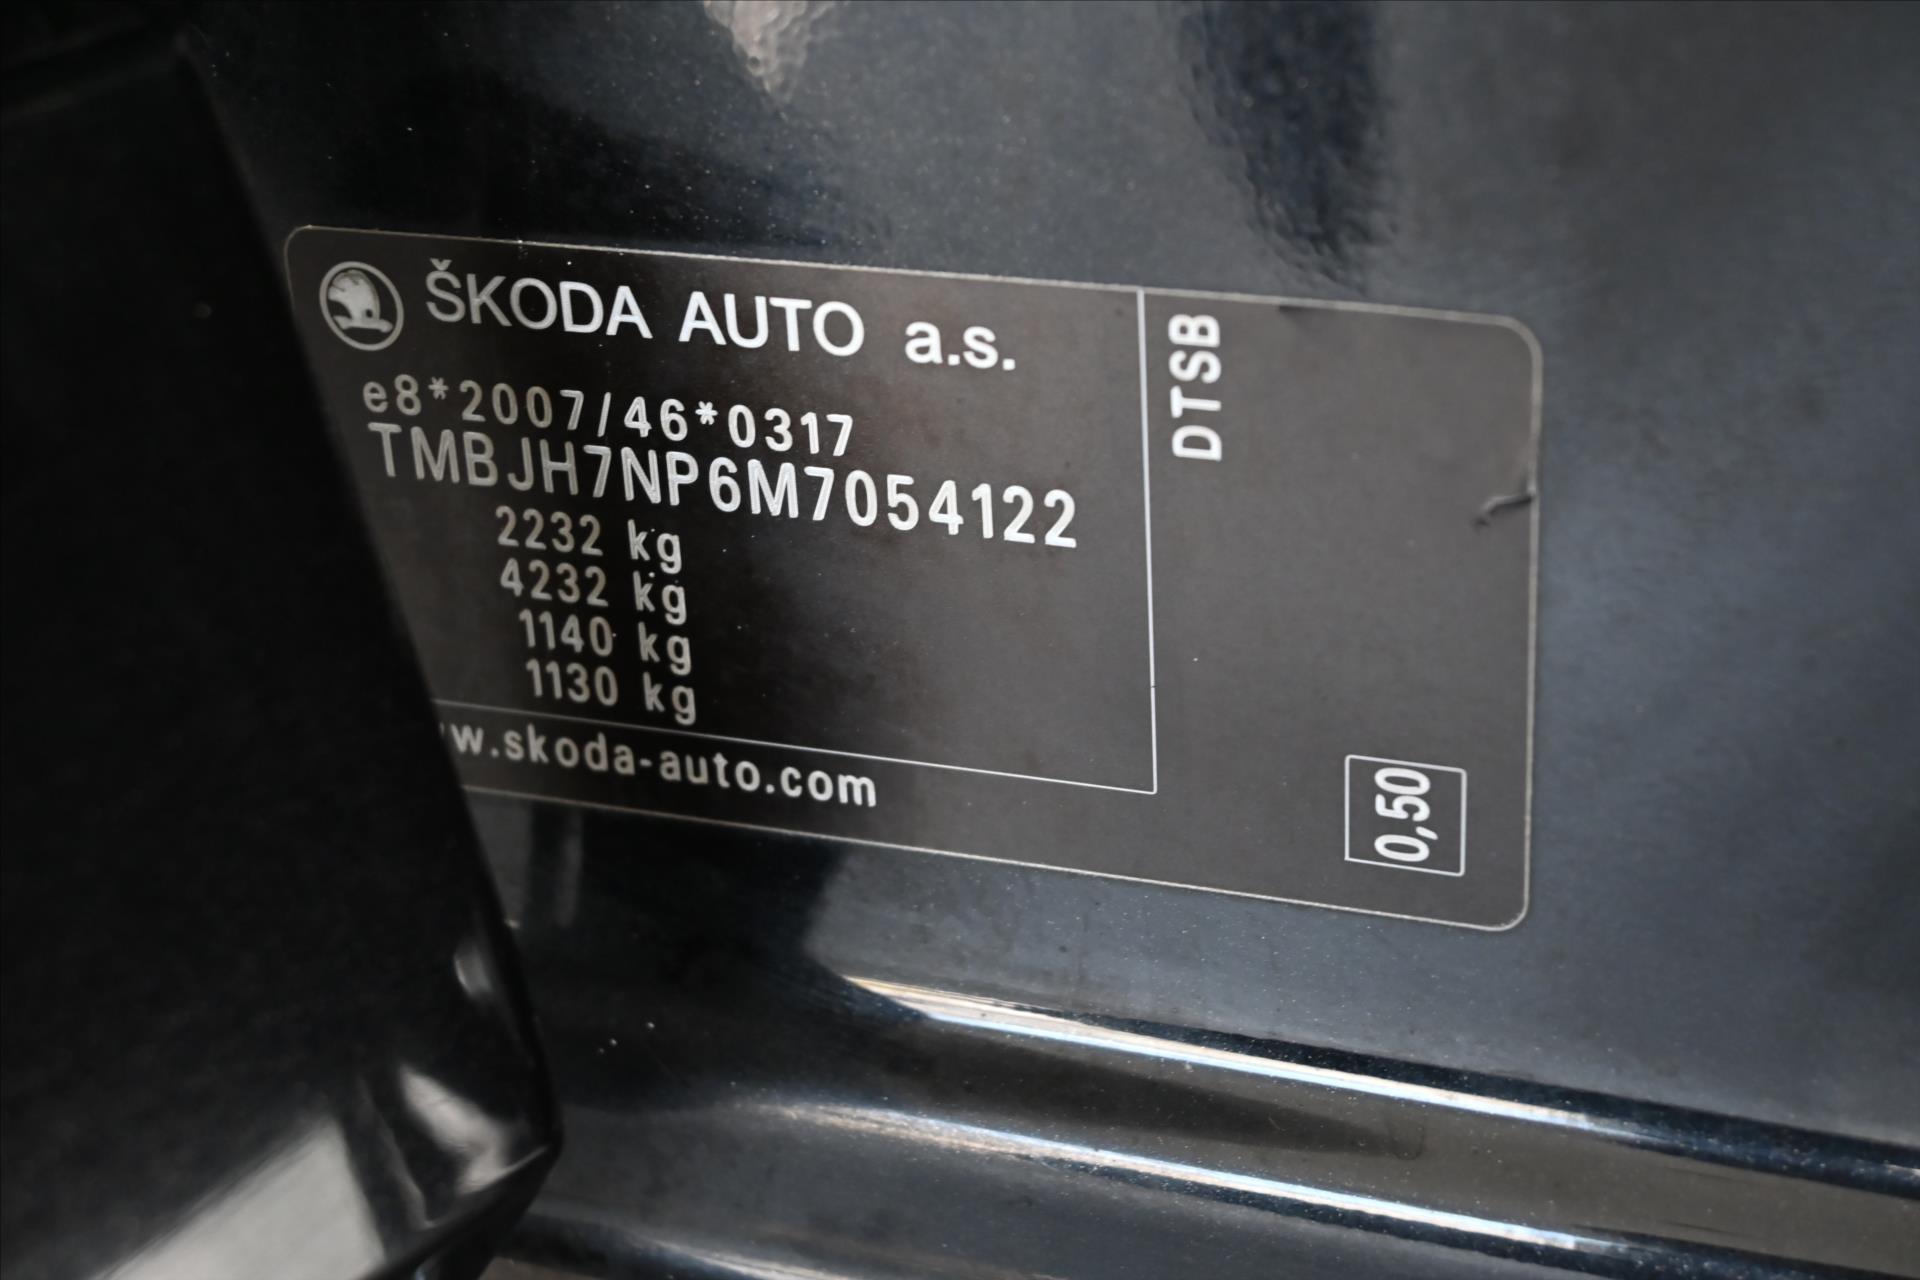 ŠKODA AUTO a.s.
e8*2007/46*0317
TMBJH7NP6M7054122
2232 kg
4232 kg
1140 kg
1130 kg
w.skoda-auto.com
DTSB
0,50